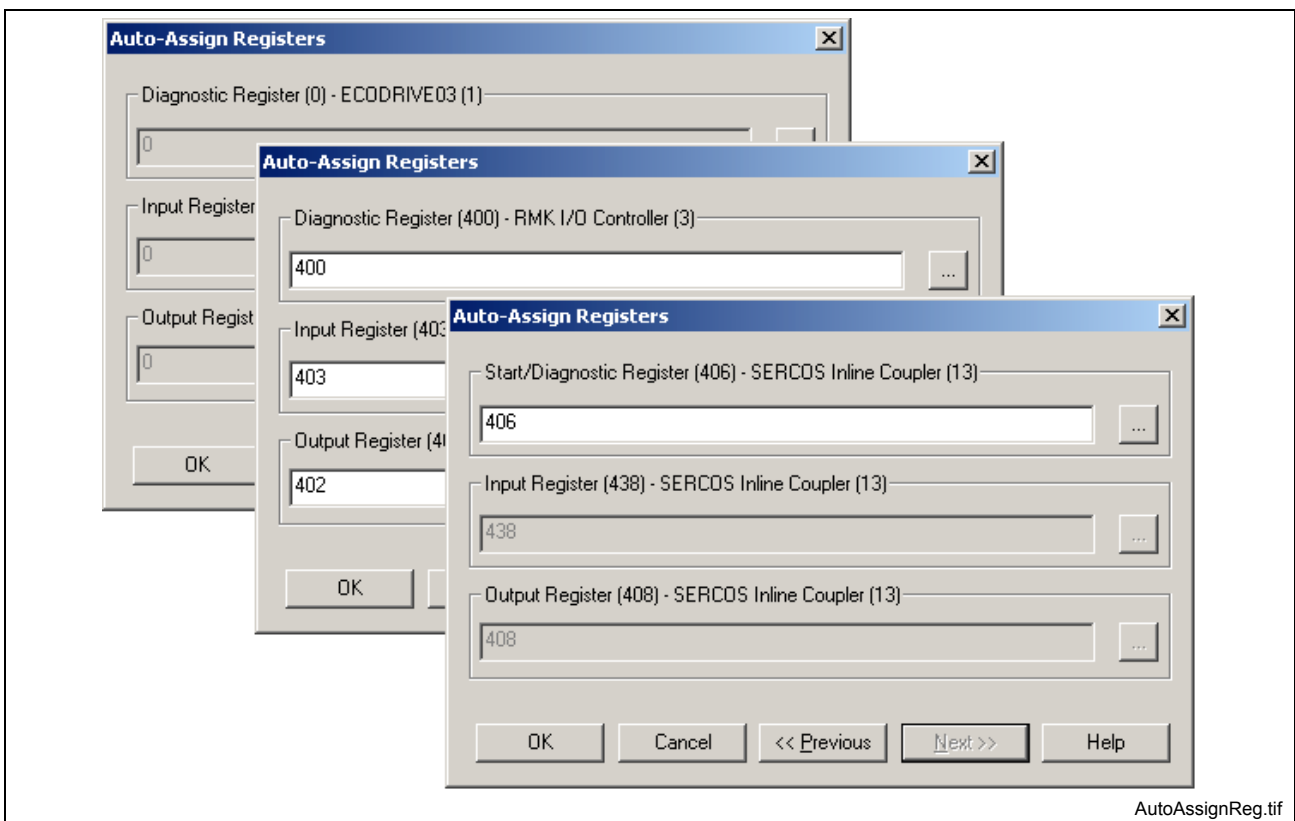 Auto-Assign Registers
Diagnostic Register (0) - ECODRIVE03 (1)
0
Input Register
0
Output Regist
0
OK
Auto-Assign Registers
Diagnostic Register (400) - RMK I/O Controller (3)
400
...
Input Register (403
403
Output Register (4
402
OK
Auto-Assign Registers
Start/Diagnostic Register (406) - SERCOS Inline Coupler (13)
406
...
Input Register (438) - SERCOS Inline Coupler (13)
438
...
Output Register (408) - SERCOS Inline Coupler (13)
408
...
OK Cancel << Previous Next >> Help
AutoAssignReg.tif